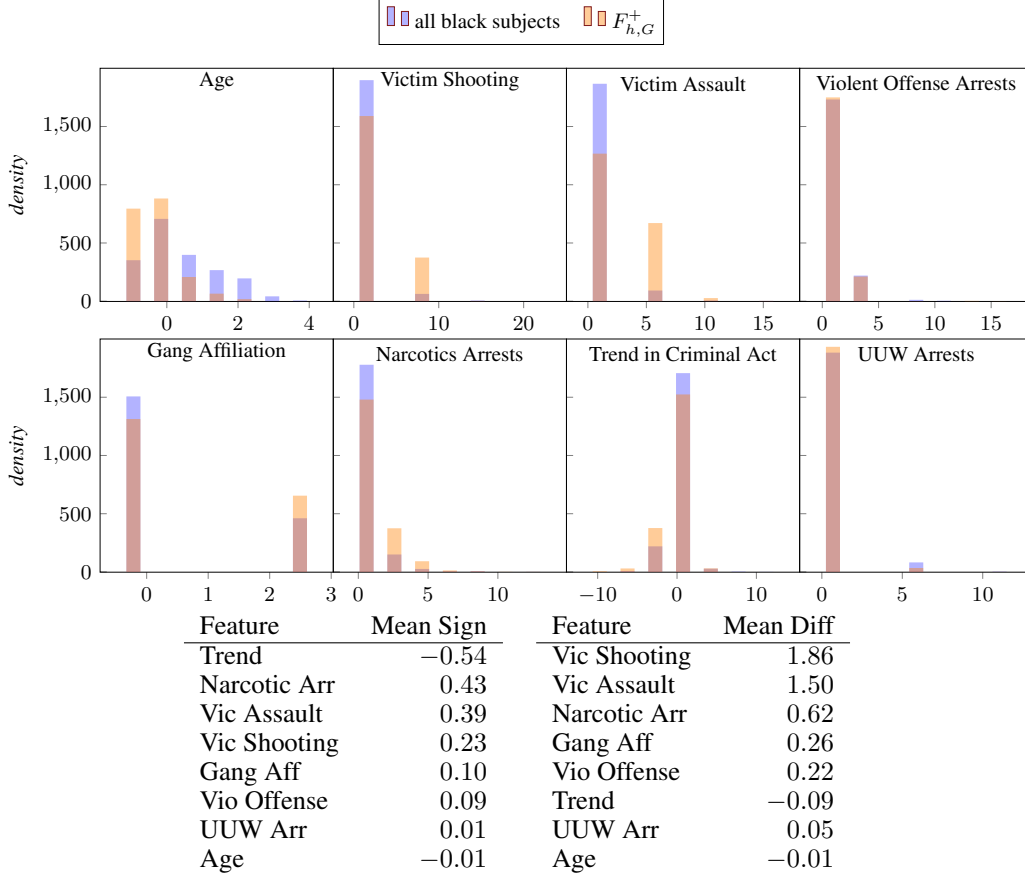 all black subjects F⁺h,G
Age Victim Shooting Victim Assault Violent Offense Arrests
1,500
1,000
500
0
density
0 2 4 0 10 20 0 5 10 15 0 5 10 15
Gang Affiliation Narcotics Arrests Trend in Criminal Act UUW Arrests
1,500
1,000
500
0
density
0 1 2 3 0 5 10 −10 0 10 0 5 10
Feature Mean Sign Feature Mean Diff
Trend −0.54 Vic Shooting 1.86
Narcotic Arr 0.43 Vic Assault 1.50
Vic Assault 0.39 Narcotic Arr 0.62
Vic Shooting 0.23 Gang Aff 0.26
Gang Aff 0.10 Vio Offense 0.22
Vio Offense 0.09 Trend −0.09
UUW Arr 0.01 UUW Arr 0.05
Age −0.01 Age −0.01